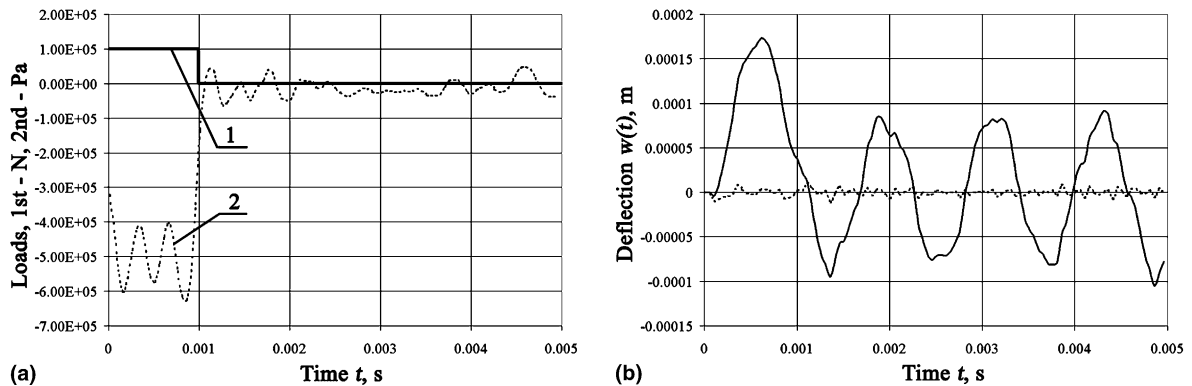 Loads, 1st - N, 2nd - Pa
2.00E+05
1.00E+05
0.00E+00
-1.00E+05
-2.00E+05
-3.00E+05
-4.00E+05
-5.00E+05
-6.00E+05
-7.00E+05
1
2
0 0.001 0.002 0.003 0.004 0.005
Time t, s
(a)
Deflection w(t), m
0.0002
0.00015
0.0001
0.00005
0
-0.00005
-0.0001
-0.00015
0 0.001 0.002 0.003 0.004 0.005
Time t, s
(b)